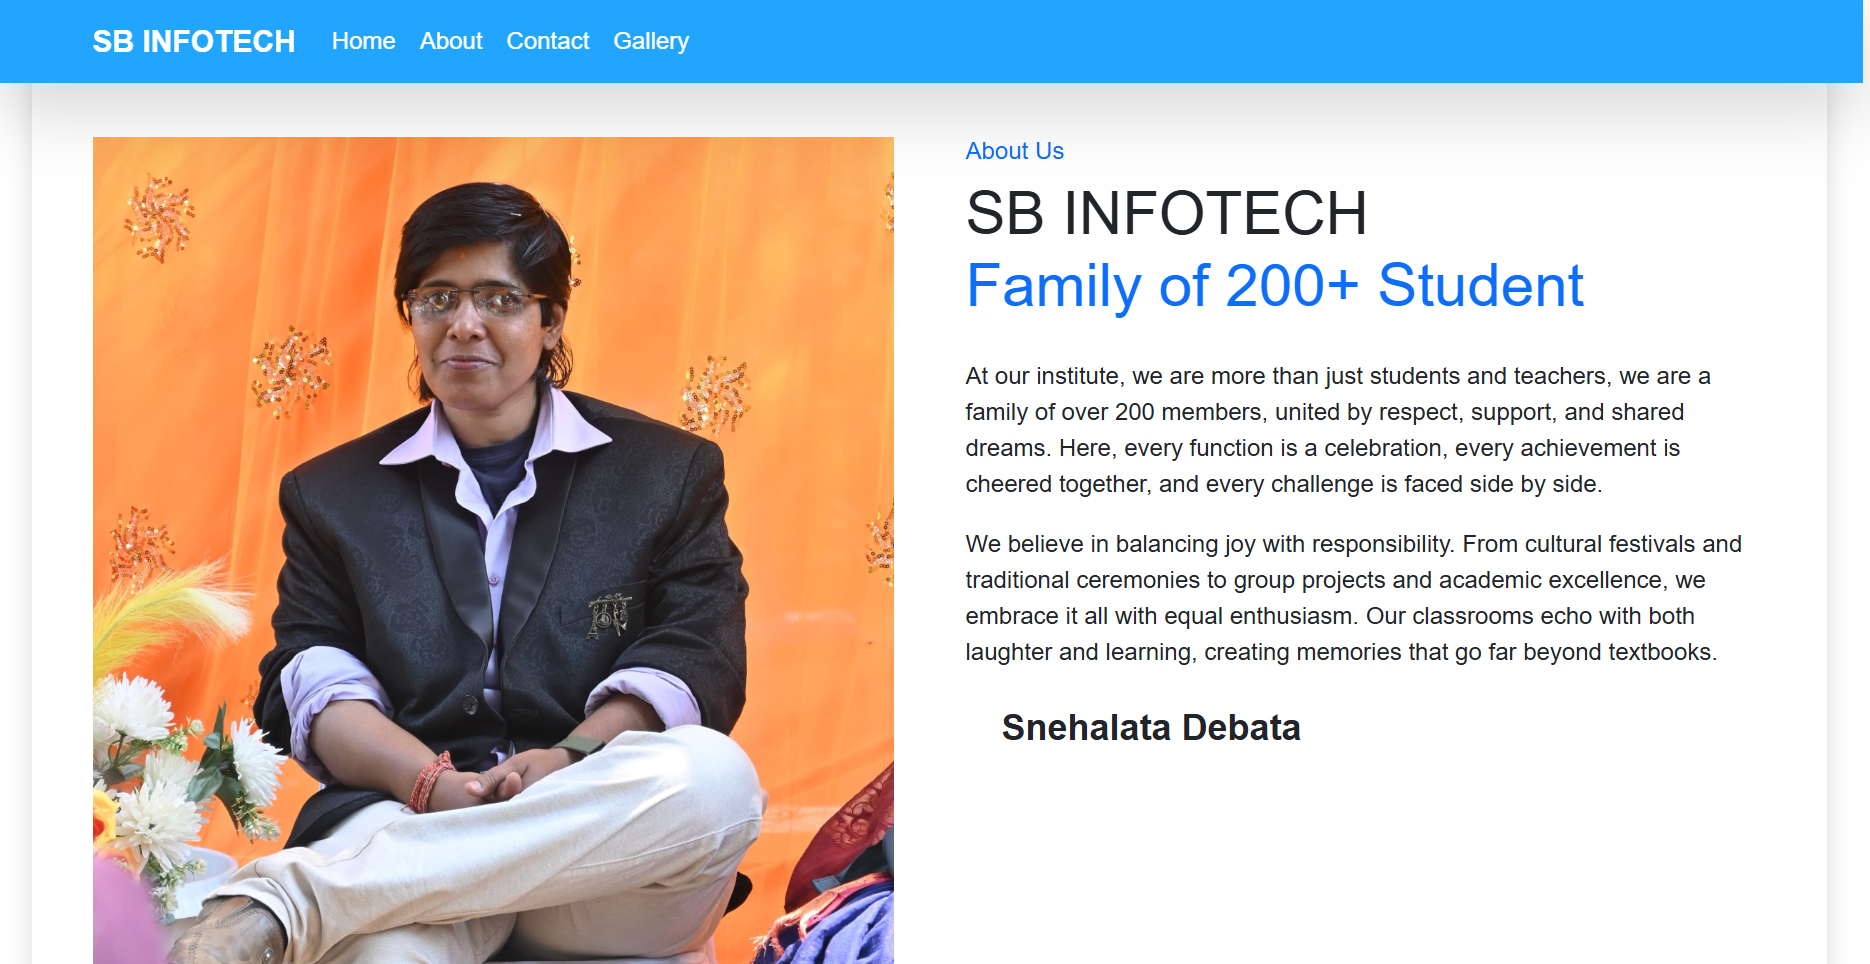 SB INFOTECH Home About Contact Gallery
About Us
SB INFOTECH
Family of 200+ Student
At our institute, we are more than just students and teachers, we are a
family of over 200 members, united by respect, support, and shared
dreams. Here, every function is a celebration, every achievement is
cheered together, and every challenge is faced side by side.
We believe in balancing joy with responsibility. From cultural festivals and
traditional ceremonies to group projects and academic excellence, we
embrace it all with equal enthusiasm. Our classrooms echo with both
laughter and learning, creating memories that go far beyond textbooks.
Snehalata Debata